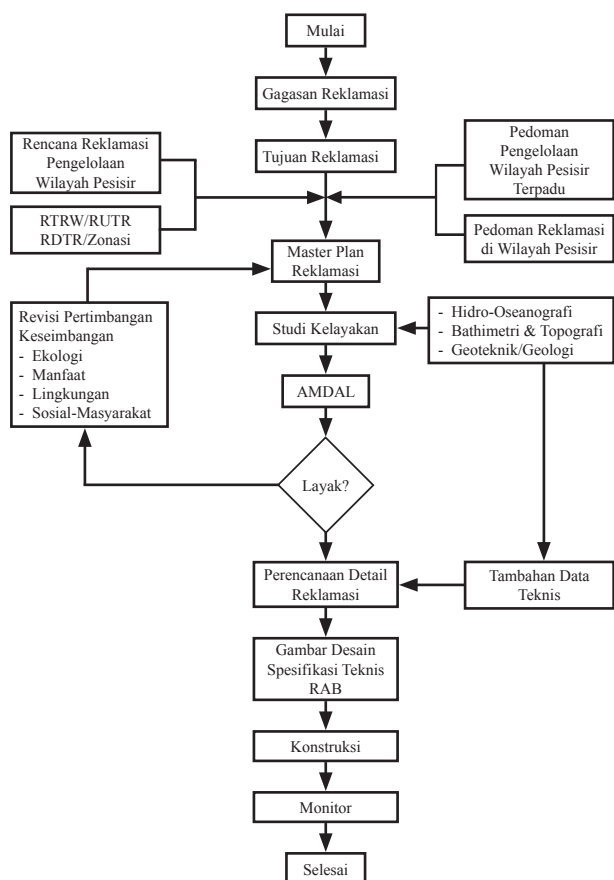 Mulai
Gagasan Reklamasi
Tujuan Reklamasi
Rencana Reklamasi
Pengelolaan
Wilayah Pesisir
RTRW/RUTR
RDTR/Zonasi
Pedoman
Pengelolaan
Wilayah Pesisir
Terpadu
Pedoman Reklamasi
di Wilayah Pesisir
Master Plan
Reklamasi
Revisi Pertimbangan
Keseimbangan
- Ekologi
- Manfaat
- Lingkungan
- Sosial-Masyarakat
Studi Kelayakan
- Hidro-Oseanografi
- Bathimetri & Topografi
- Geoteknik/Geologi
AMDAL
Layak?
Perencanaan Detail
Reklamasi
Tambahan Data
Teknis
Gambar Desain
Spesifikasi Teknis
RAB
Konstruksi
Monitor
Selesai